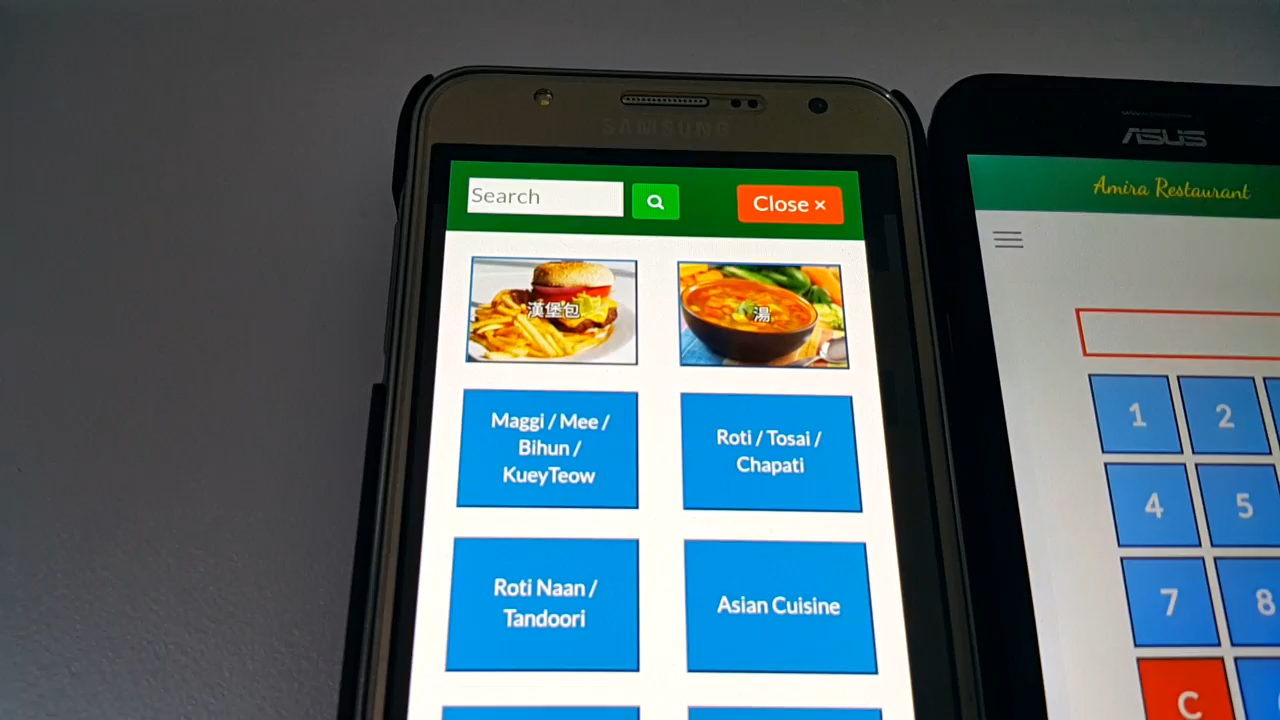 SAMSUNG
Search
Close ×
漢堡包
湯
Maggi / Mee /
Bihun /
KueyTeow
Roti / Tosai /
Chapati
Roti Naan /
Tandoori
Asian Cuisine
ASUS
Amira Restaurant
1
2
4
5
7
8
C